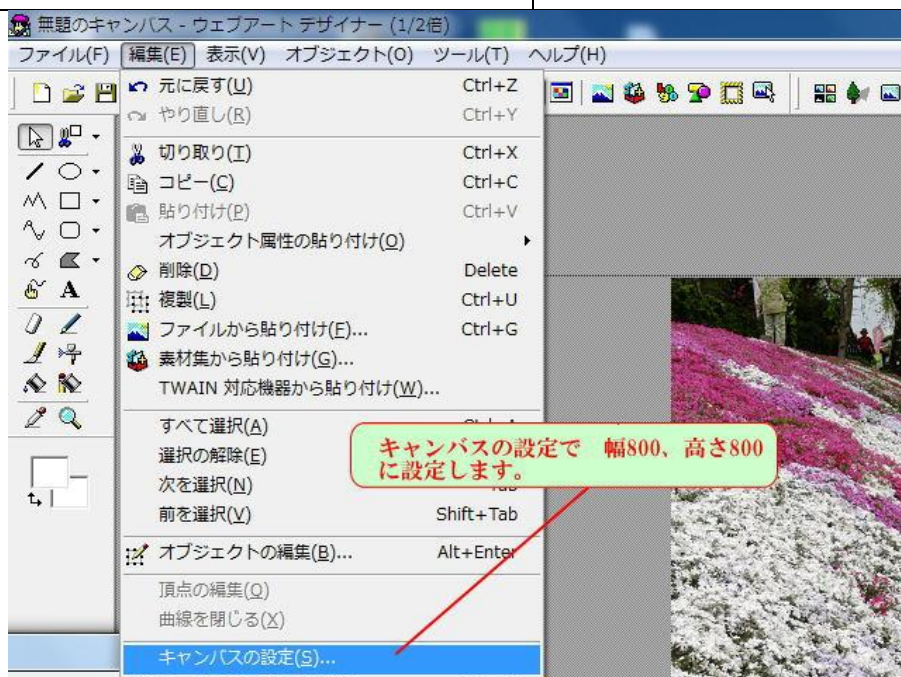 無題のキャンバス - ウェブアート デザイナー (1/2倍)
ファイル(F) 編集(E) 表示(V) オブジェクト(O) ツール(T) ヘルプ(H)
元に戻す(U) Ctrl+Z
やり直し(R) Ctrl+Y
切り取り(T) Ctrl+X
コピー(C) Ctrl+C
貼り付け(P) Ctrl+V
オブジェクト属性の貼り付け(O)
削除(D) Delete
複製(L) Ctrl+U
ファイルから貼り付け(F)... Ctrl+G
素材集から貼り付け(G)...
TWAIN 対応機器から貼り付け(W)...
すべて選択(A)
選択の解除(E)
次を選択(N)
前を選択(V) Shift+Tab
キャンバスの設定で 幅800、高さ800
に設定します。
オブジェクトの編集(B)... Alt+Enter
頂点の編集(O)
曲線を閉じる(X)
キャンバスの設定(S)...